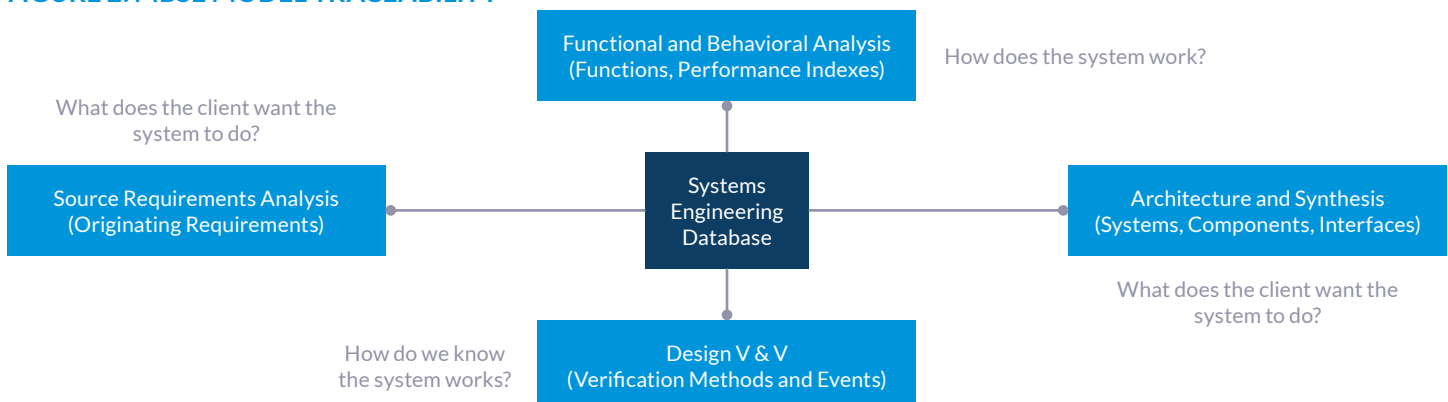 Functional and Behavioral Analysis
(Functions, Performance Indexes)
How does the system work?
What does the client want the
system to do?
Source Requirements Analysis
(Originating Requirements)
Systems
Engineering
Database
Architecture and Synthesis
(Systems, Components, Interfaces)
What does the client want the
system to do?
How do we know
the system works?
Design V & V
(Verification Methods and Events)